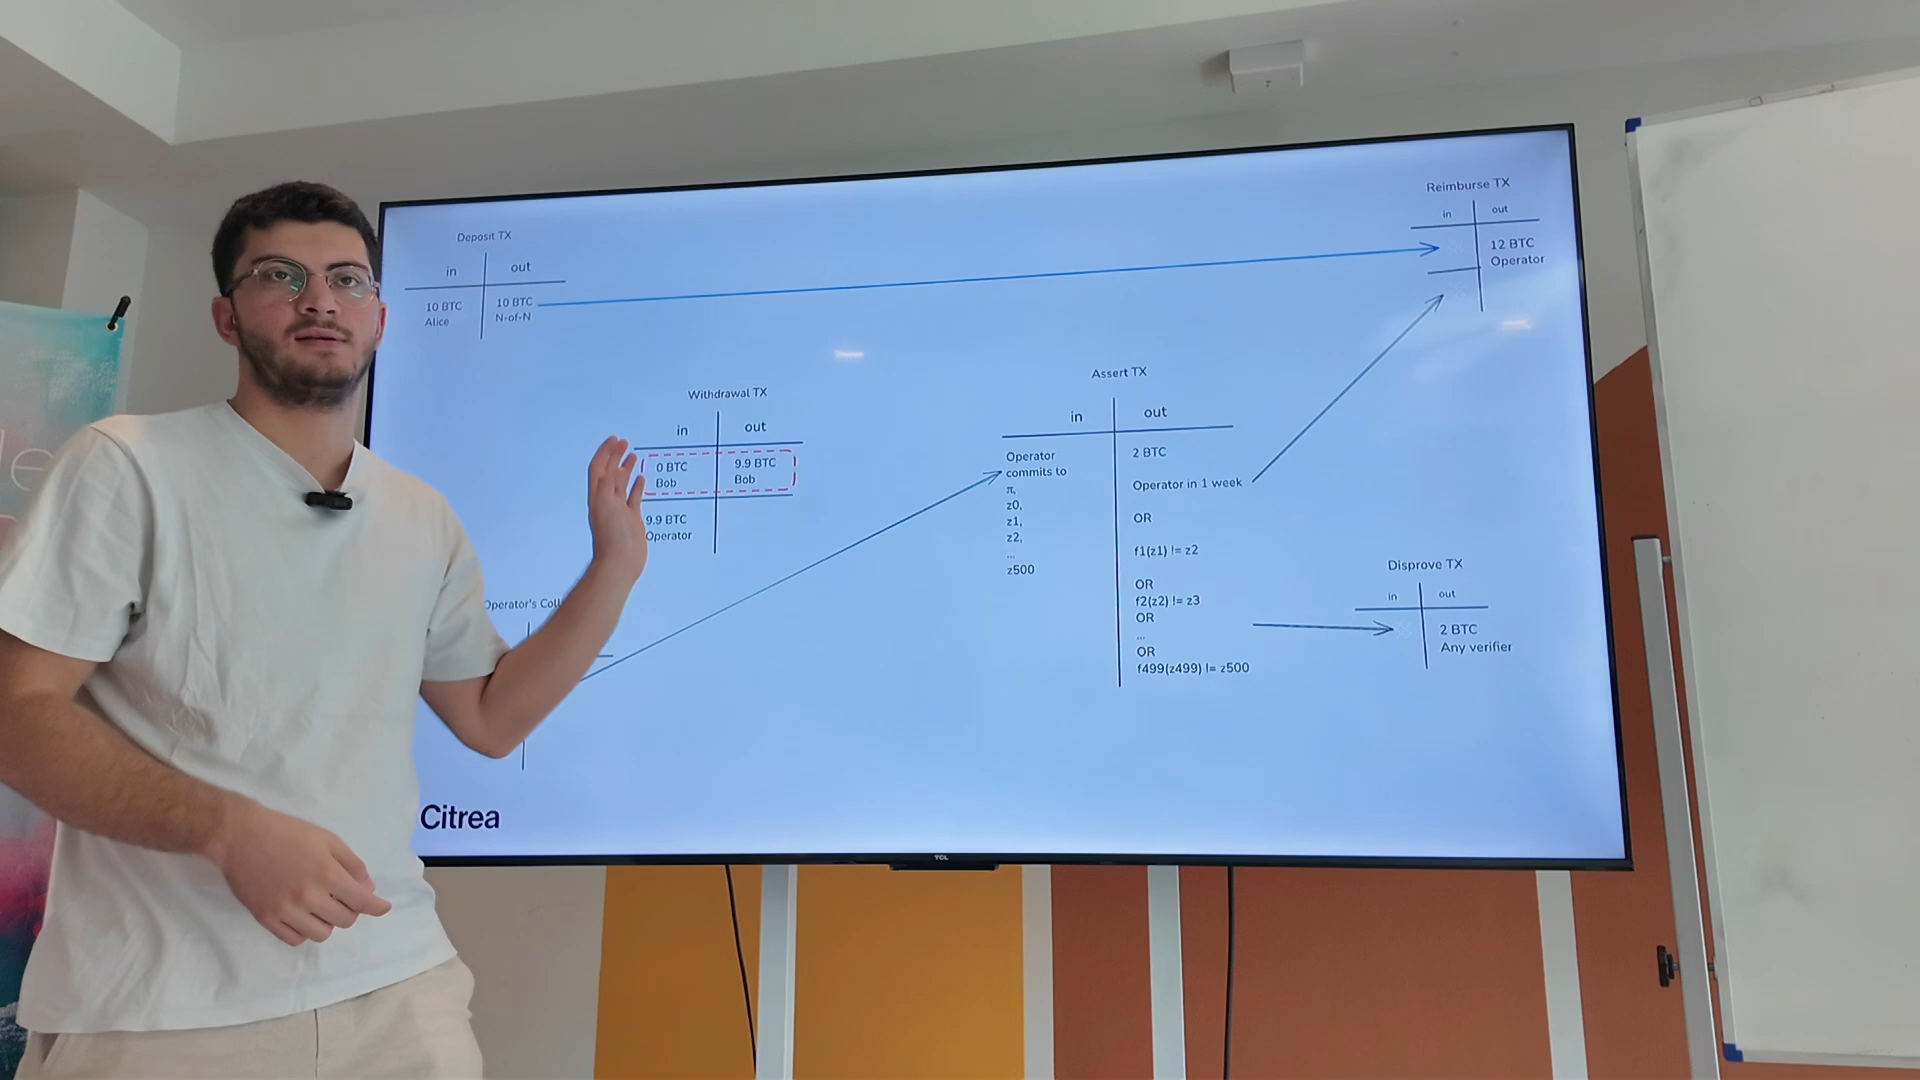 Deposit TX
in out
10 BTC
Alice
10 BTC
N-of-N
Reimburse TX
in out
12 BTC
Operator
Withdrawal TX
in out
0 BTC
Bob
9.9 BTC
Bob
9.9 BTC
Operator
Operator's
Assert TX
in out
Operator
commits to
π,
z0,
z1,
z2,
...
z500
2 BTC
Operator in 1 week
OR
f1(z1) != z2
OR
f2(z2) != z3
OR
...
OR
f499(z499) != z500
Disprove TX
in out
2 BTC
Any verifier
Citrea
TCL